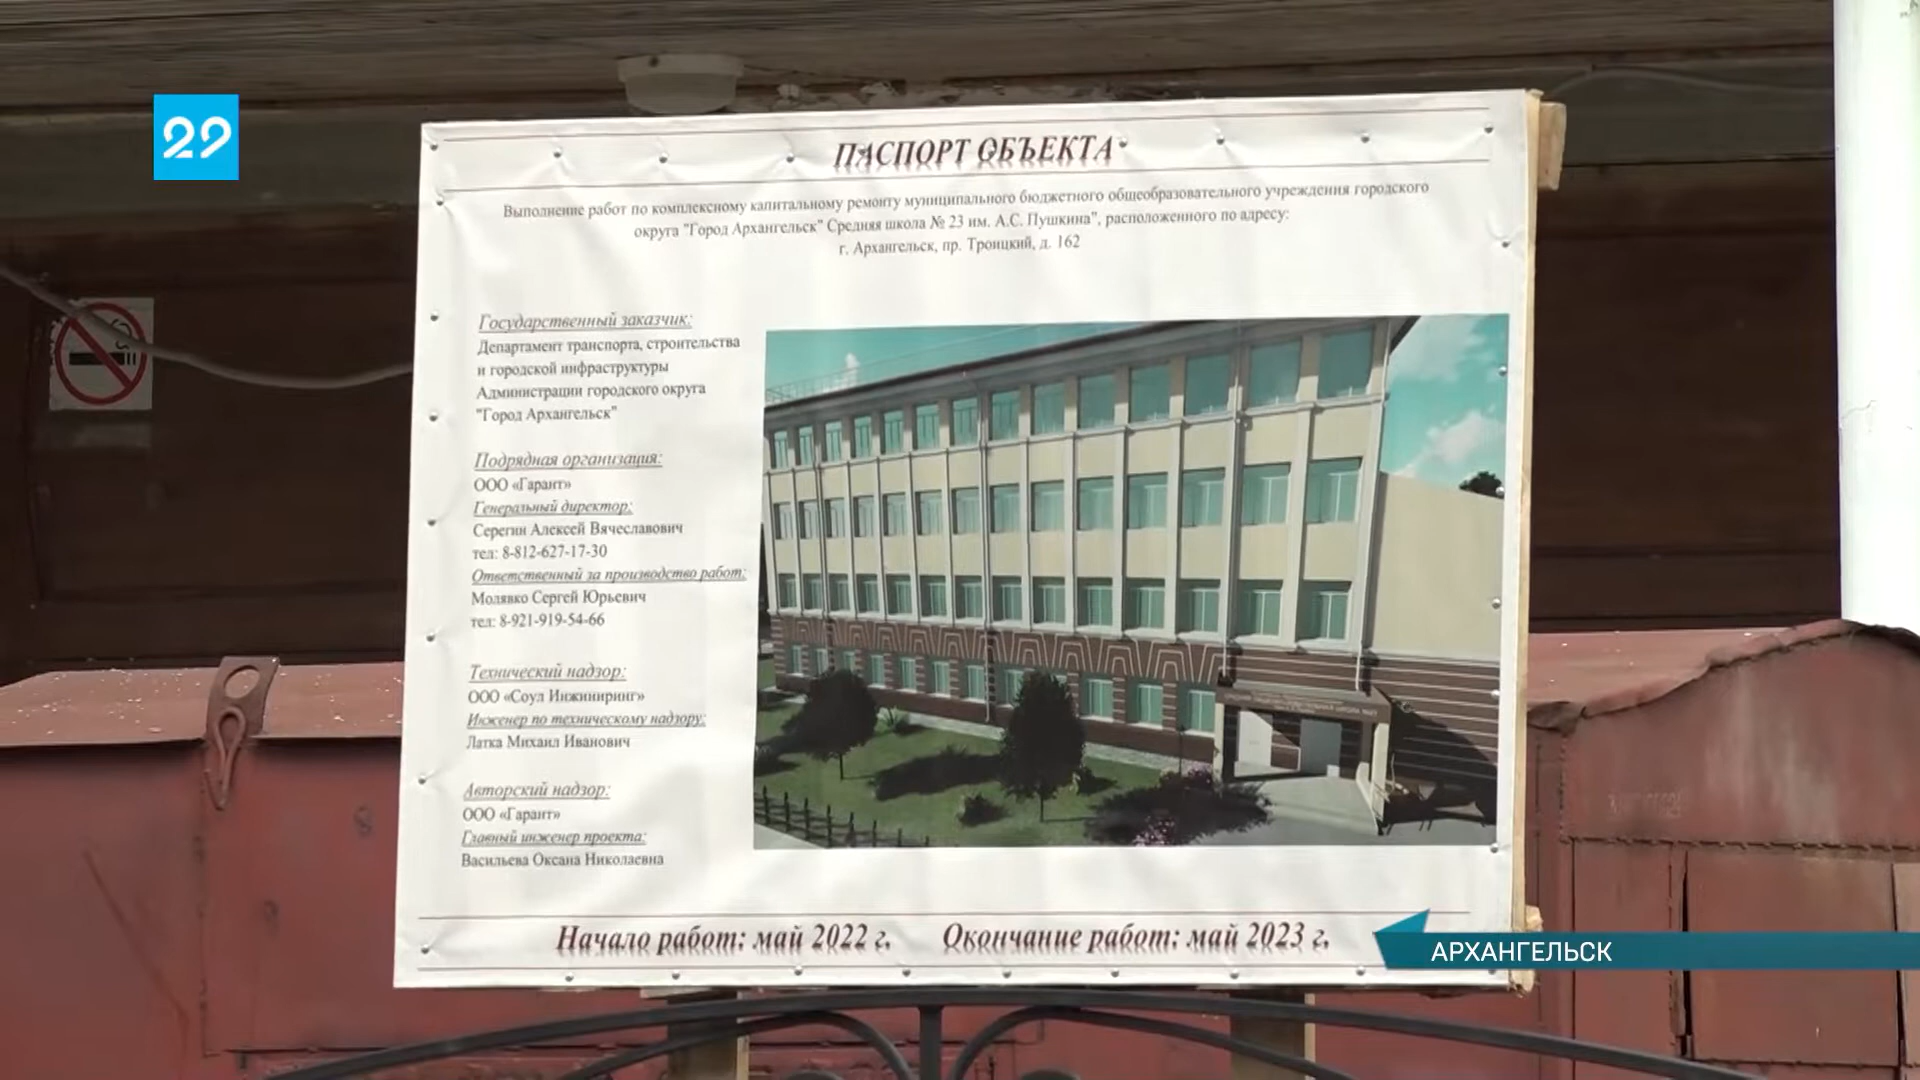 29
ПАСПОРТ ОБЪЕКТА
Выполнение работ по комплексному капитальному ремонту муниципального бюджетного общеобразовательного учреждения городского
округа "Город Архангельск" Средняя школа № 23 им. А.С. Пушкина", расположенного по адресу:
г. Архангельск, пр. Троицкий, д. 162
Государственный заказчик:
Департамент транспорта, строительства
и городской инфраструктуры
Администрации городского округа
"Город Архангельск"
Подрядная организация:
ООО «Гарант»
Генеральный директор:
Серегин Алексей Вячеславович
тел: 8-812-627-17-30
Ответственный за производство работ:
Молявко Сергей Юрьевич
тел: 8-921-919-54-66
Технический надзор:
ООО «Соул Инжиниринг»
Инженер по техническому надзору:
Латка Михаил Иванович
Авторский надзор:
ООО «Гарант»
Главный инженер проекта:
Васильева Оксана Николаевна
Начало работ: май 2022 г. Окончание работ: май 2023 г.
АРХАНГЕЛЬСК